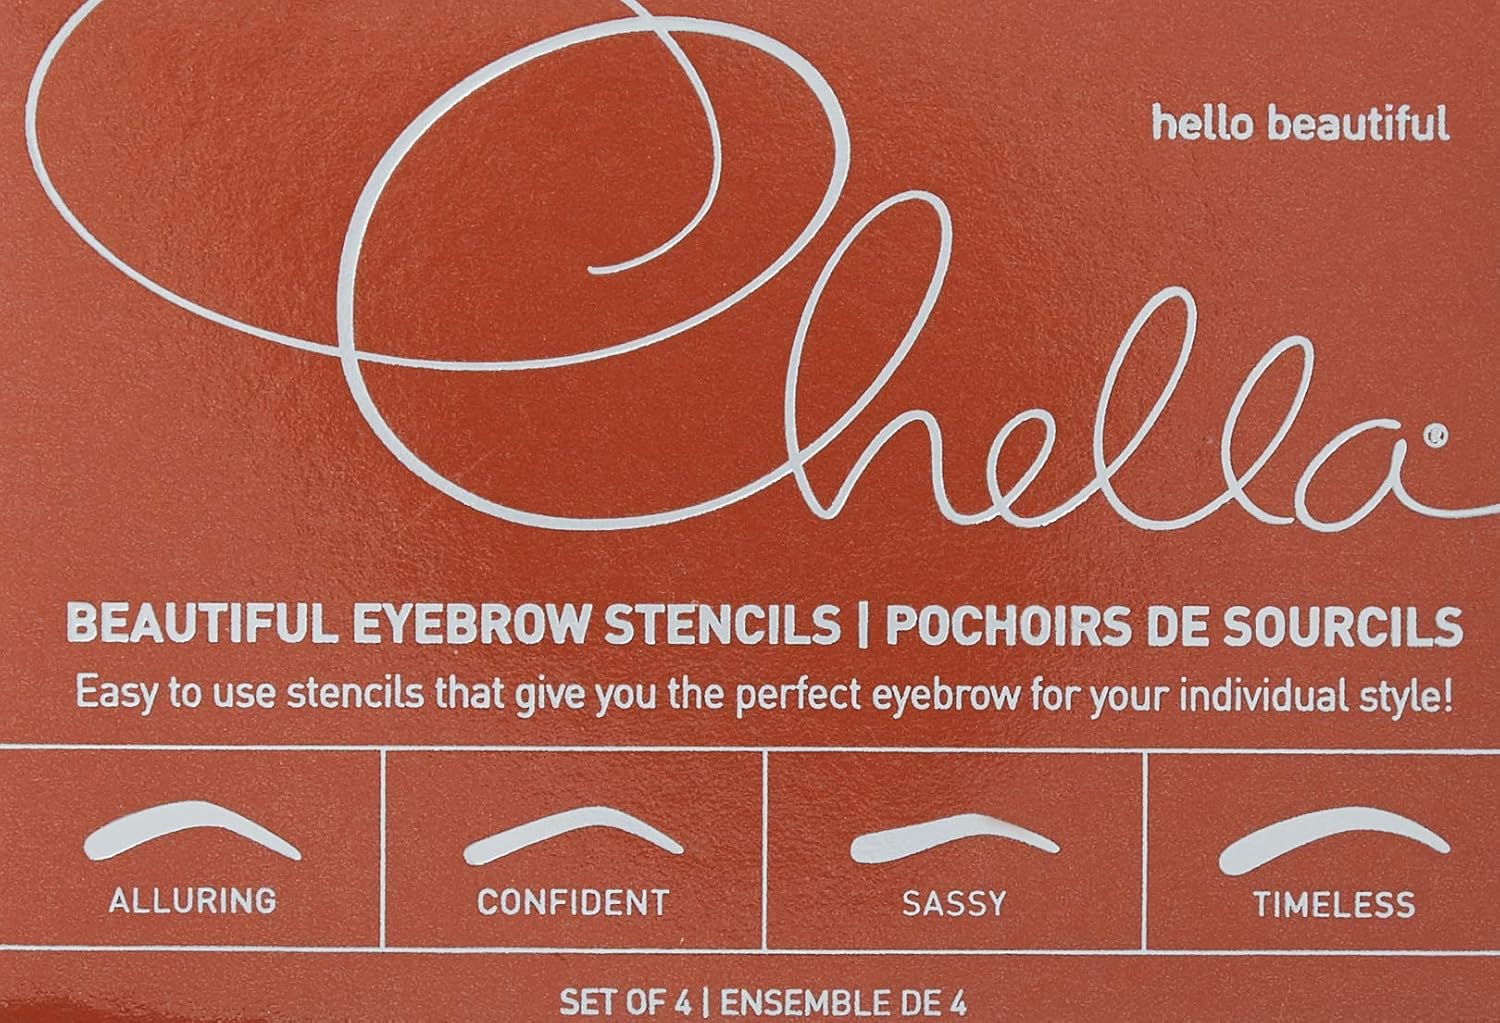 hello beautiful
Chella®
BEAUTIFUL EYEBROW STENCILS | POCHOIRS DE SOURCILS
Easy to use stencils that give you the perfect eyebrow for your individual style!
ALLURING CONFIDENT SASSY TIMELESS
SET OF 4 | ENSEMBLE DE 4